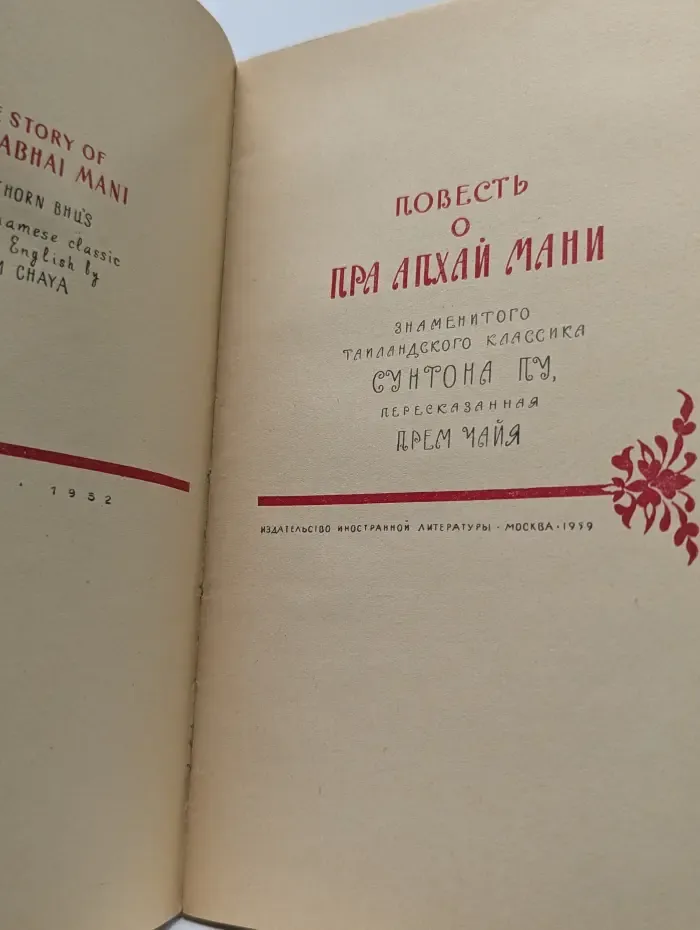 STORY OF
ABHAI MANI
THORN BHU'S
amese classic
English by
CHAYA
. 1952
ПОВЕСТЬ
О
ПРА АПХАЙ МАНИ
ЗНАМЕНИТОГО
ТАИЛАНДСКОГО КЛАССИКА
СУНТОНА ПУ,
ПЕРЕСКАЗАННАЯ
ПРЕМ ЧАЙЯ
ИЗДАТЕЛЬСТВО ИНОСТРАННОЙ ЛИТЕРАТУРЫ · МОСКВА · 1959